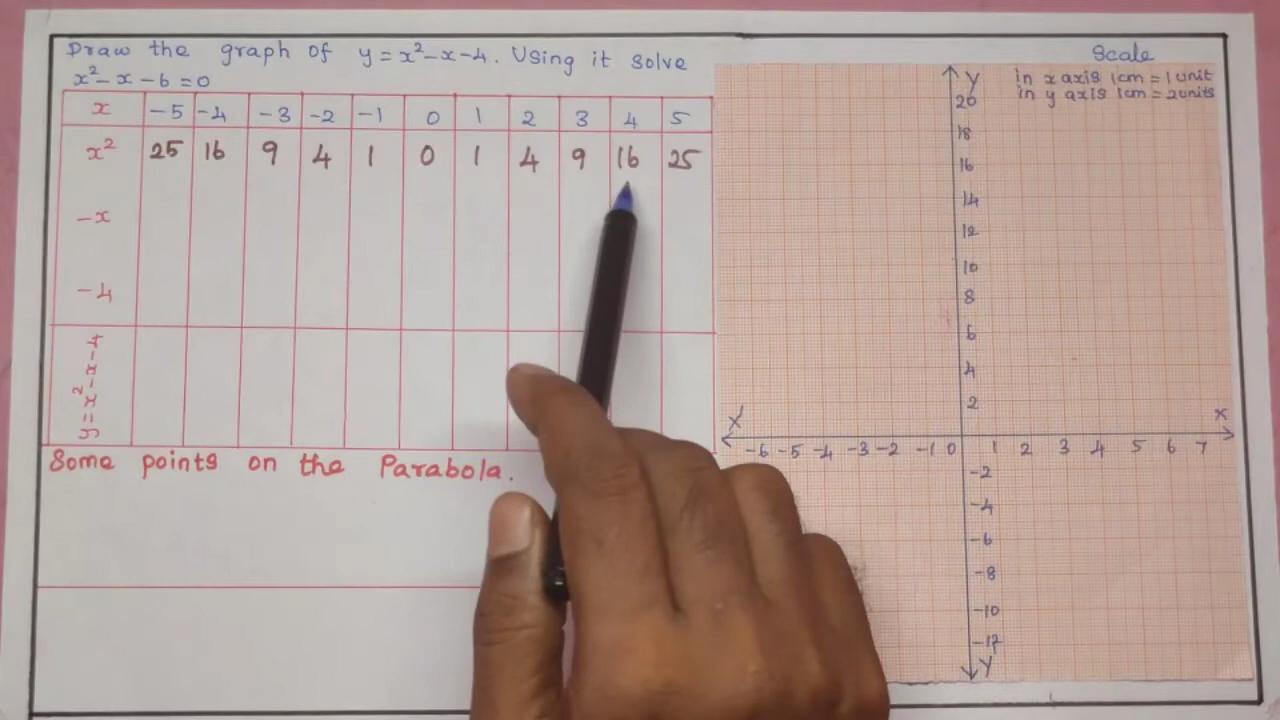 Draw the graph of y = x² - x - 4. Using it solve
x² - x - 6 = 0
x -5 -4 -3 -2 -1 0 1 2 3 4 5
x² 25 16 9 4 1 0 1 4 9 16 25
-x
-4
y = x² - x - 4
Some points on the Parabola.
Scale
in x axis 1cm = 1 unit
in y axis 1cm = 2 units
Y
20
18
16
14
12
10
8
6
4
2
X' X
-6 -5 -4 -3 -2 -1 0 1 2 3 4 5 6 7
-2
-4
-6
-8
-10
Y'